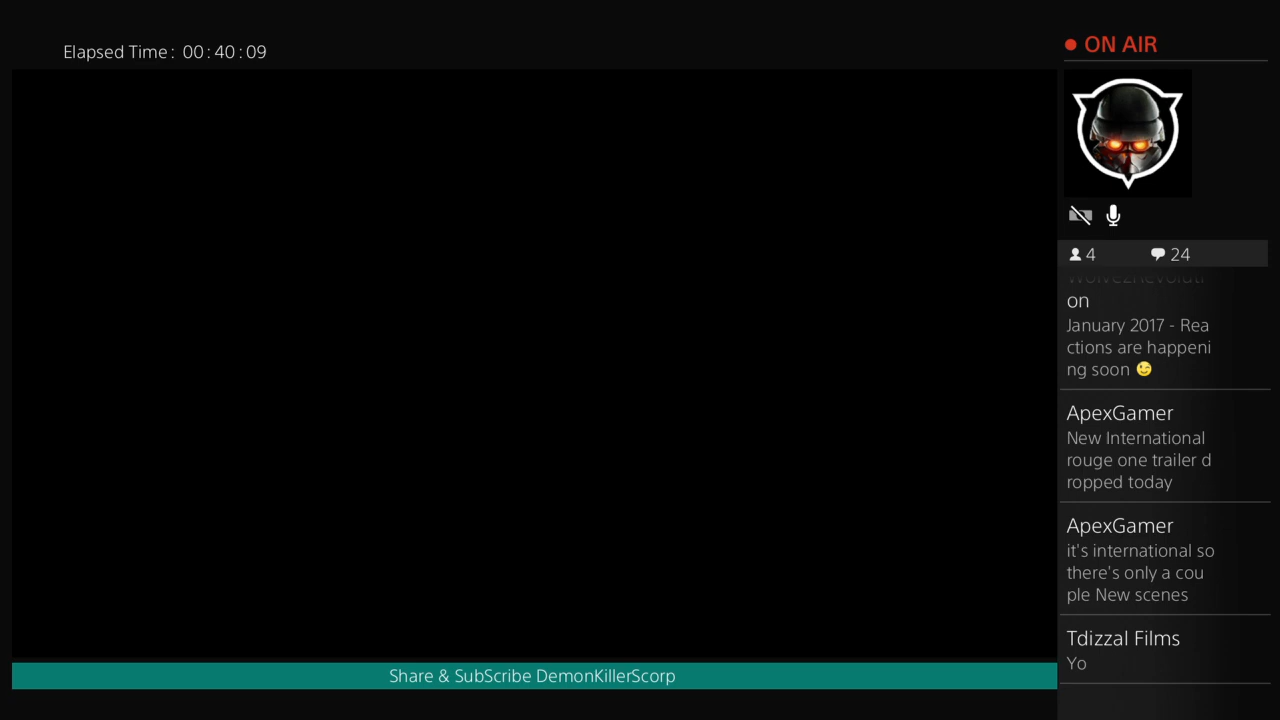 Elapsed Time: 00:40:09
ON AIR
4 24
on
January 2017 - Rea
ctions are happeni
ng soon 😉
ApexGamer
New International
rouge one trailer d
ropped today
ApexGamer
it's international so
there's only a cou
ple New scenes
Tdizzal Films
Yo
Share & SubScribe DemonKillerScorp